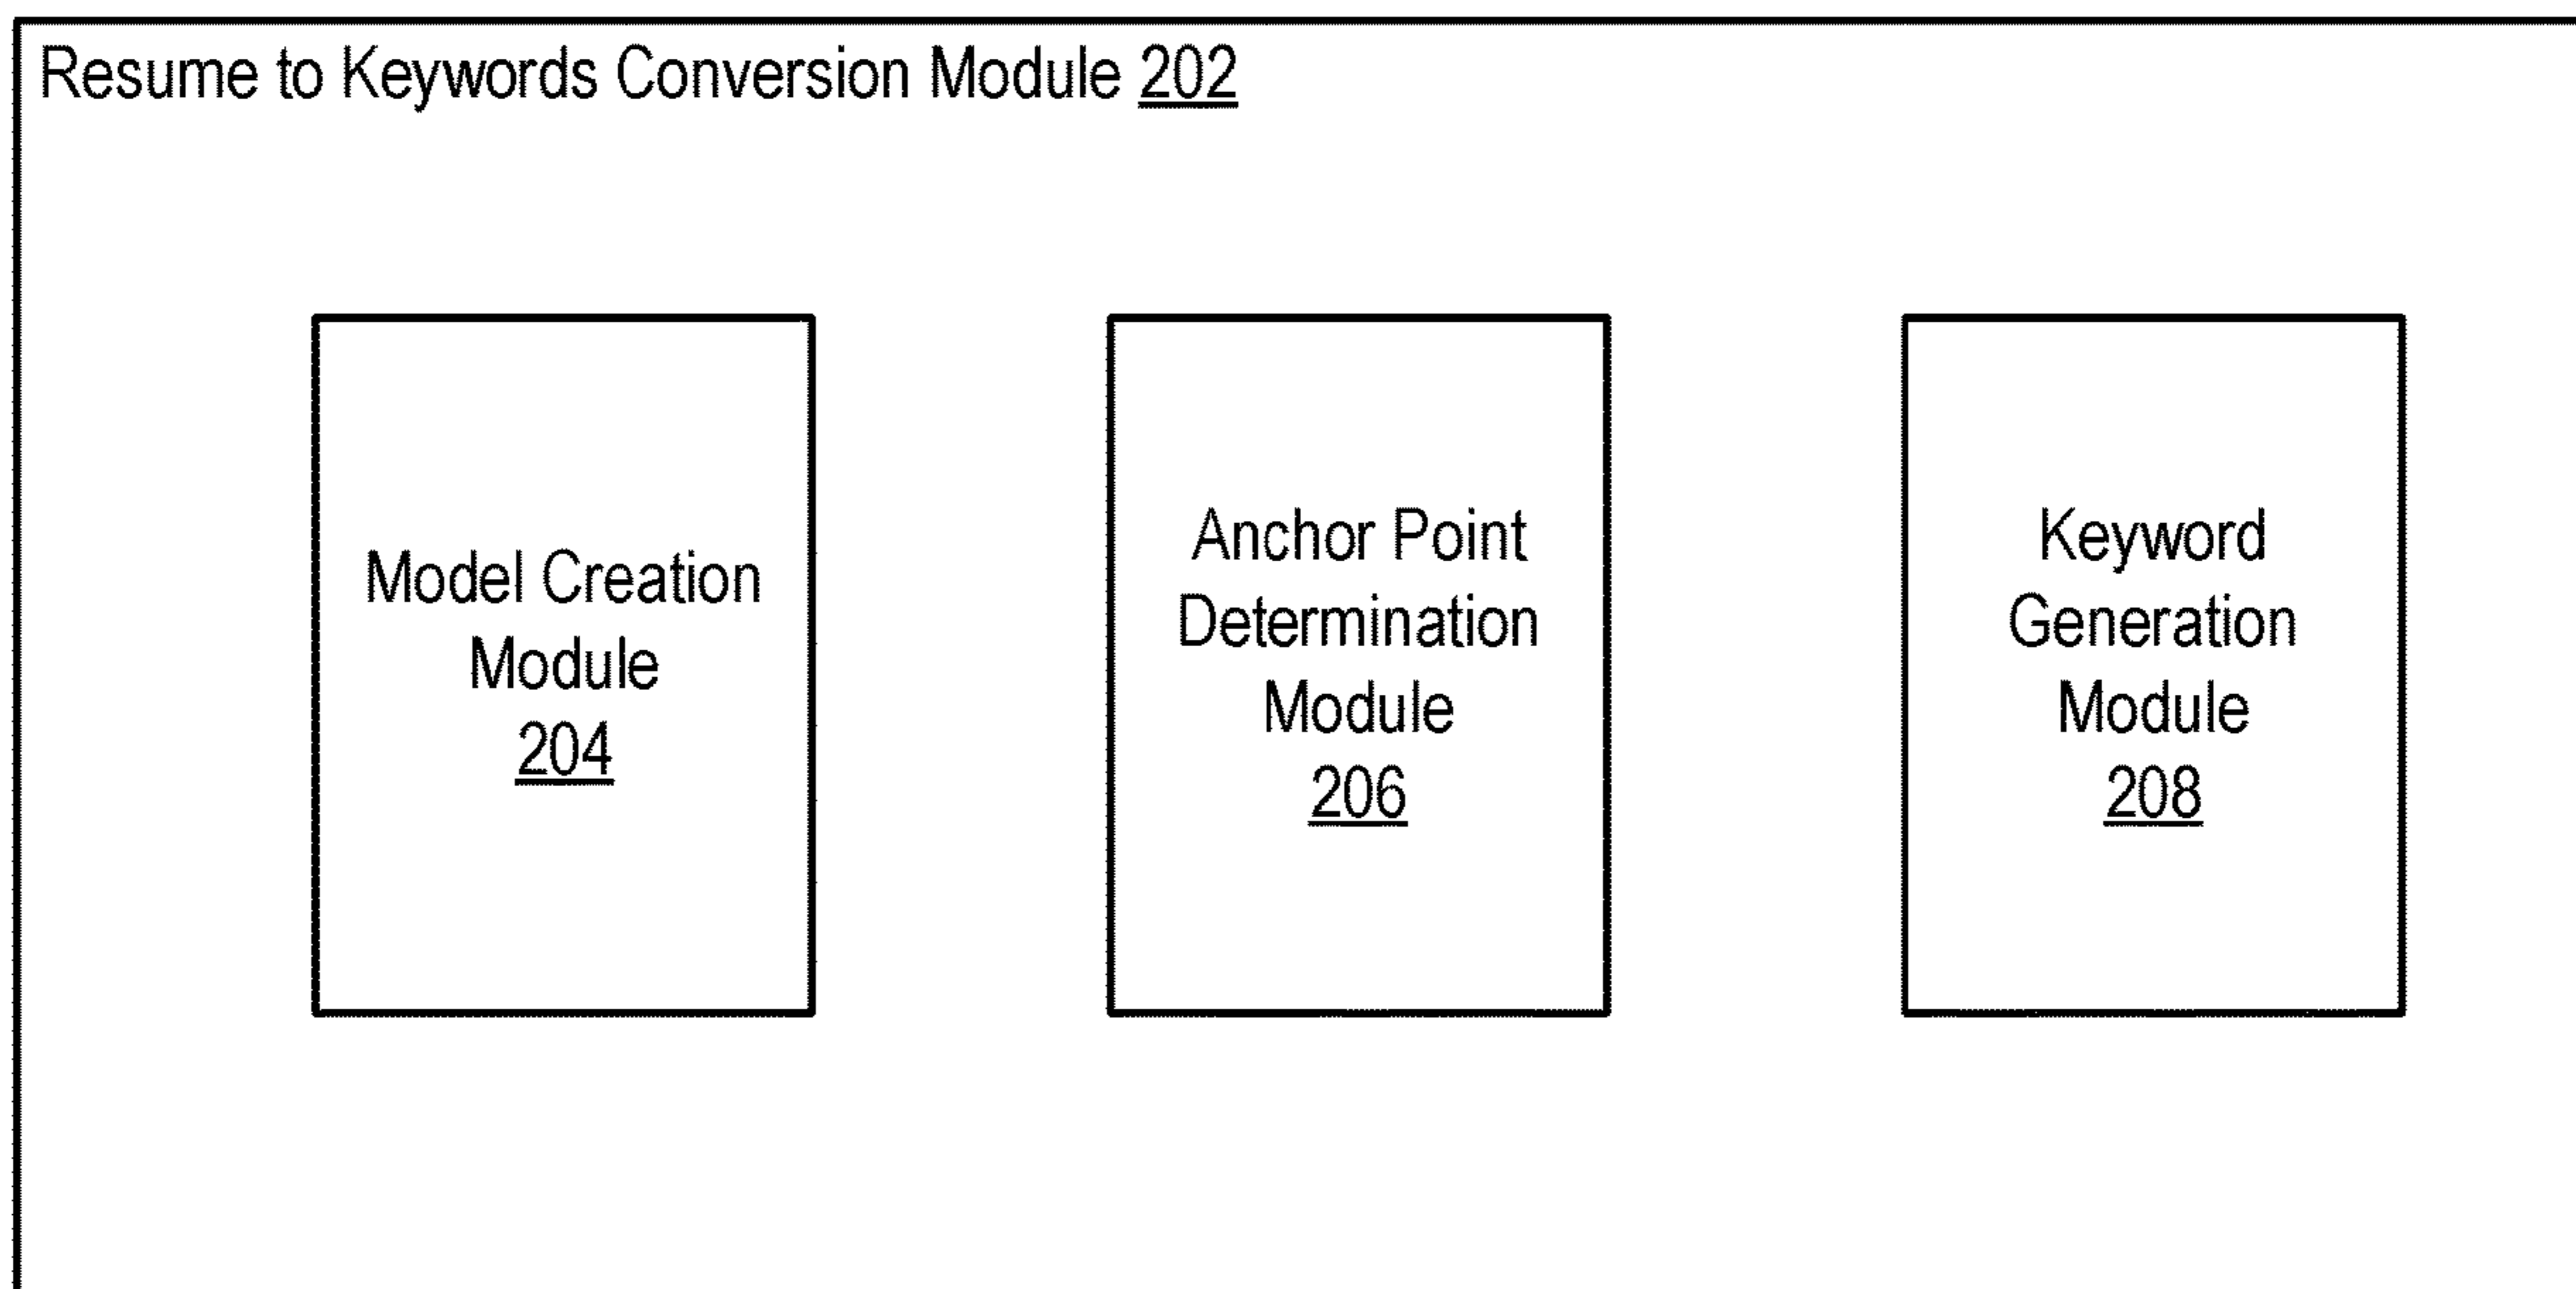 Resume to Keywords Conversion Module 202
Model Creation
Module
204
Anchor Point
Determination
Module
206
Keyword
Generation
Module
208